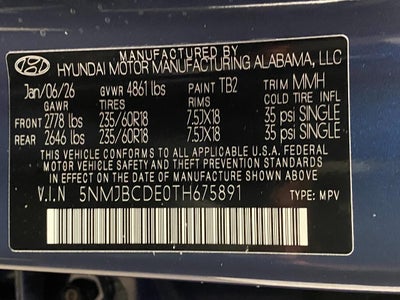 MANUFACTURED BY
HYUNDAI MOTOR MANUFACTURING ALABAMA, LLC
Jan/06/26 GVWR 4861 lbs PAINT TB2 TRIM MMH
GAWR TIRES RIMS COLD TIRE INFL
FRONT 2778 lbs 235/60R18 7.5JX18 35 psi SINGLE
REAR 2646 lbs 235/60R18 7.5JX18 35 psi SINGLE
THIS VEHICLE CONFORMS TO ALL APPLICABLE U.S.A. FEDERAL
MOTOR VEHICLE SAFETY, BUMPER, AND THEFT PREVENTION
STANDARDS IN EFFECT ON THE DATE OF MANUFACTURE SHOWN ABOVE.
V.I.N 5NMJBCDE0TH675891 TYPE: MPV